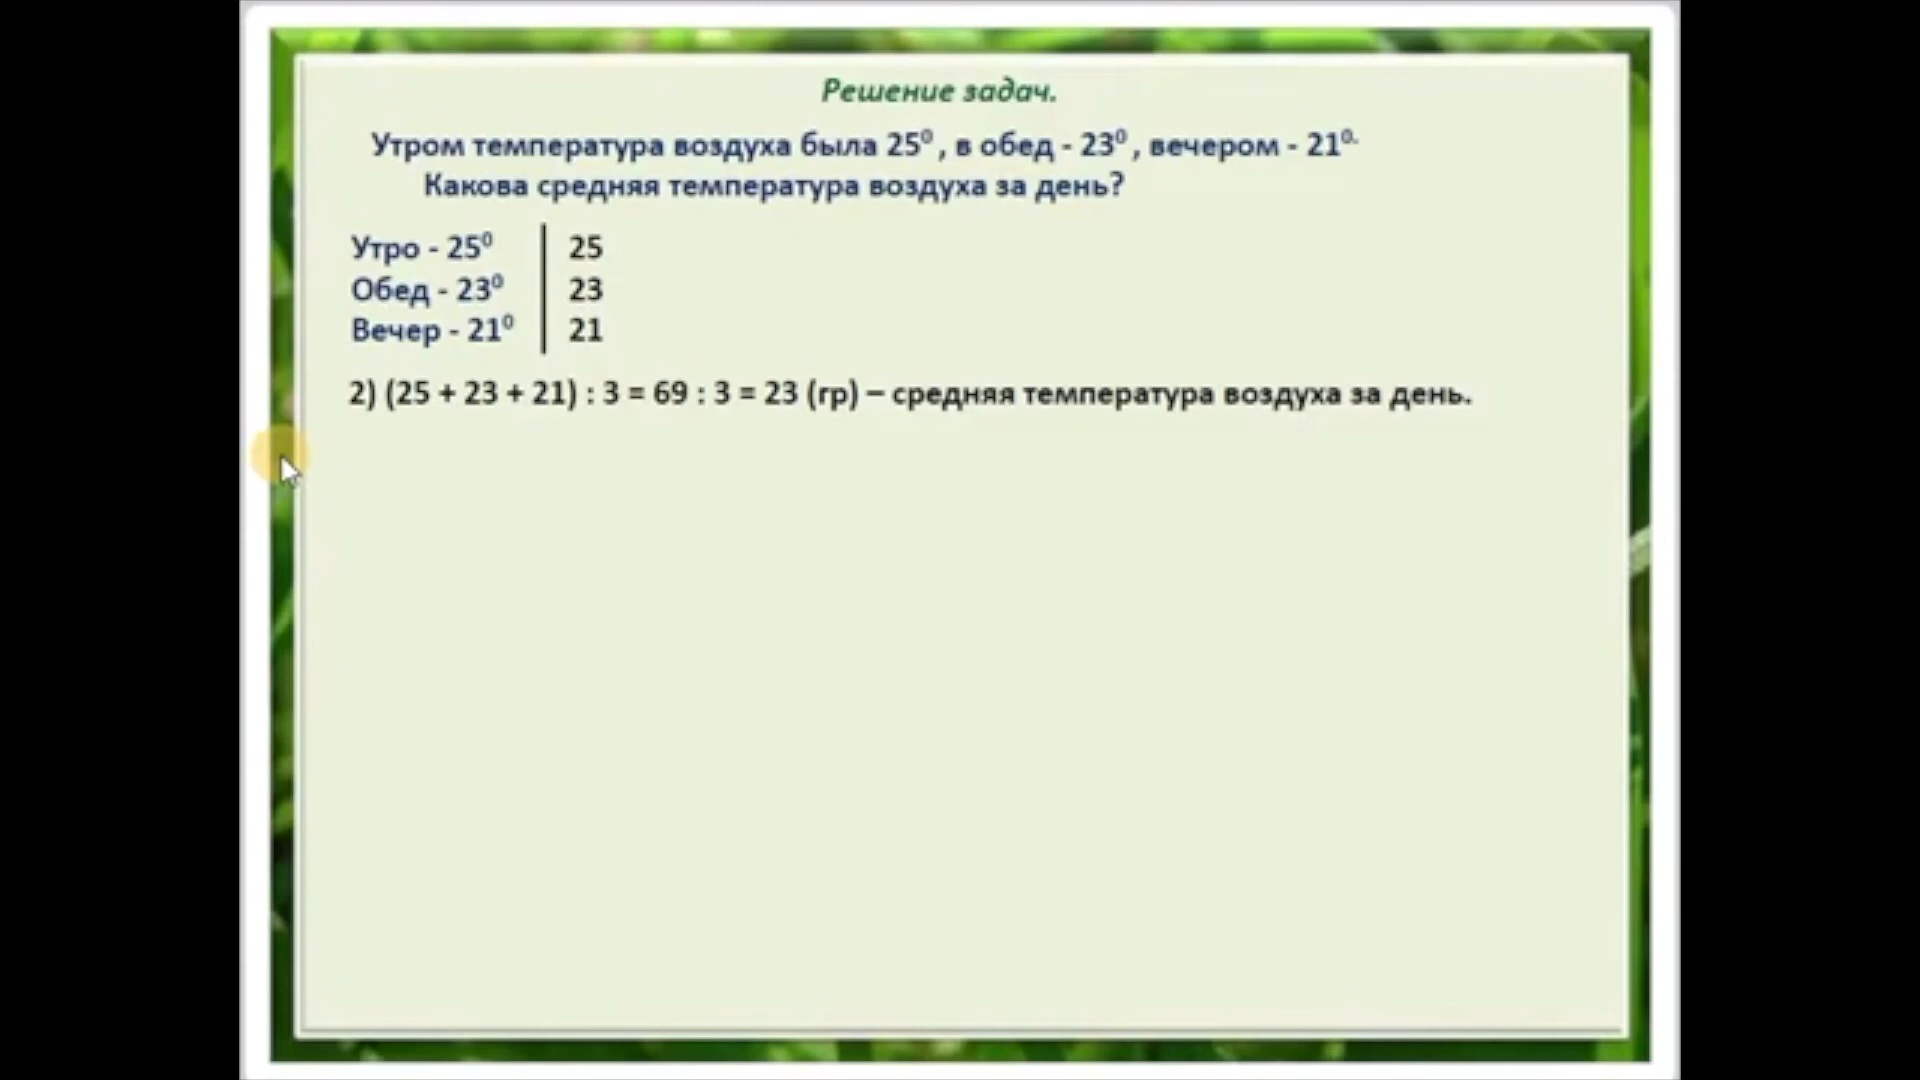 Решение задач.
Утром температура воздуха была 25⁰ , в обед - 23⁰ , вечером - 21⁰.
Какова средняя температура воздуха за день?
Утро - 25⁰ 25
Обед - 23⁰ 23
Вечер - 21⁰ 21
2) (25 + 23 + 21) : 3 = 69 : 3 = 23 (гр) – средняя температура воздуха за день.